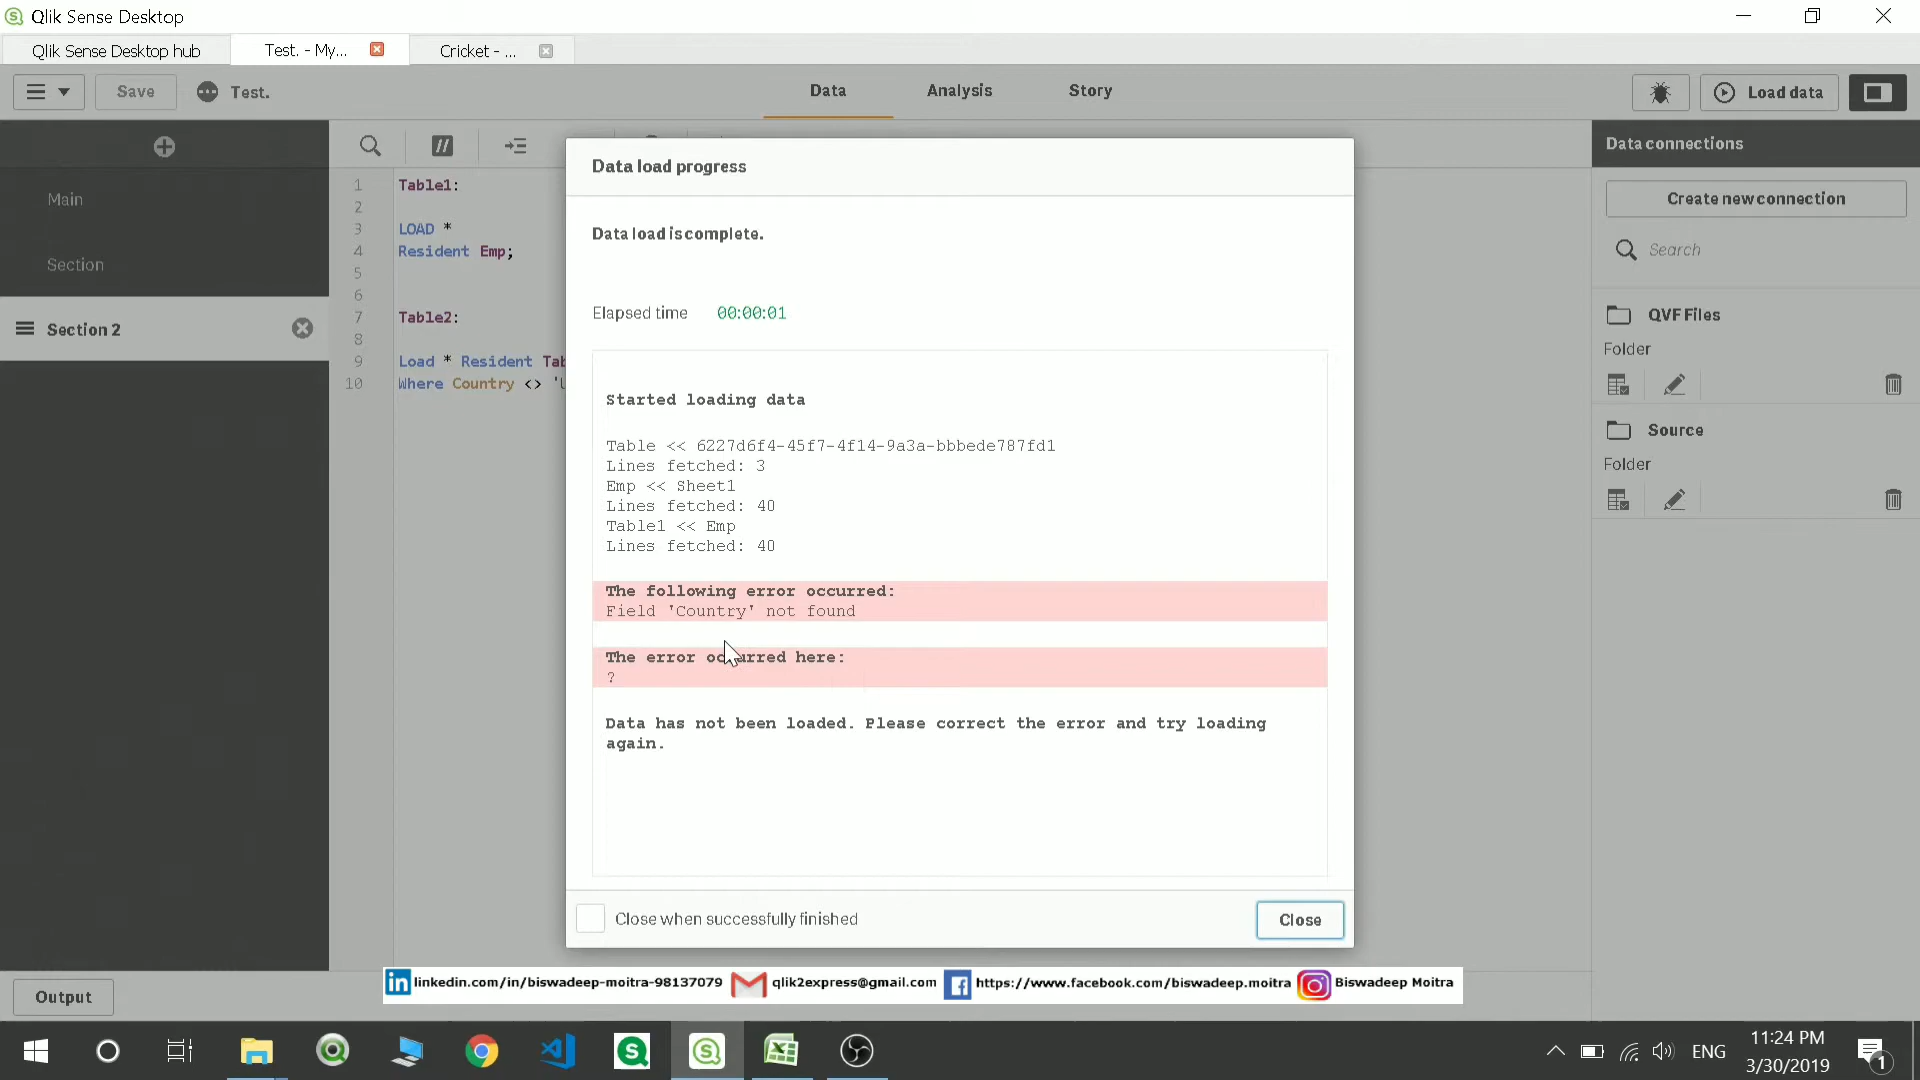 Qlik Sense Desktop
Qlik Sense Desktop hub
Test. - My...
Cricket - ...
Save
Test.
Data
Analysis
Story
Load data
Main
Section
Section 2
1 Table1:
2
3 LOAD *
4 Resident Emp;
5
6
7 Table2:
8
9 Load * Resident Tab
10 Where Country <> '
Data load progress
Data load is complete.
Elapsed time 00:00:01
Started loading data
Table << 6227d6f4-45f7-4f14-9a3a-bbbede787fd1
Lines fetched: 3
Emp << Sheet1
Lines fetched: 40
Table1 << Emp
Lines fetched: 40
The following error occurred:
Field 'Country' not found
The error occurred here:
?
Data has not been loaded. Please correct the error and try loading
again.
Close when successfully finished
Close
Data connections
Create new connection
Search
QVF Files
Folder
Source
Folder
Output
linkedin.com/in/biswadeep-moitra-98137079 qlik2express@gmail.com https://www.facebook.com/biswadeep.moitra Biswadeep Moitra
ENG
11:24 PM
3/30/2019
1